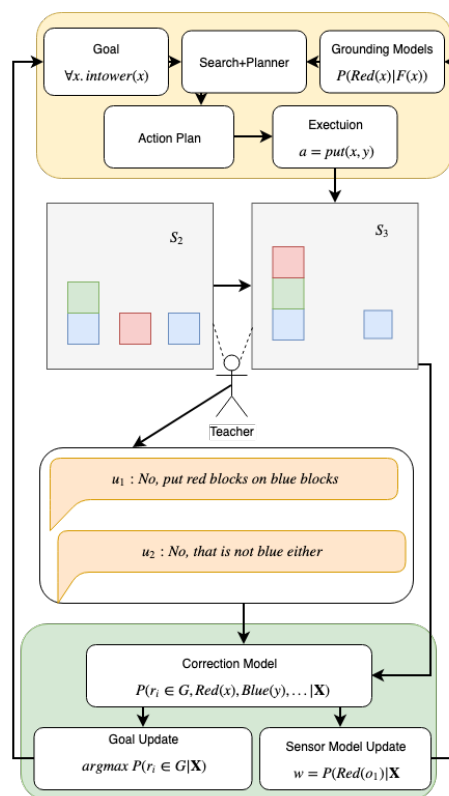 Goal
∀x. intower(x)
Search+Planner
Grounding Models
P(Red(x)|F(x))
Action Plan
Exectuion
a = put(x, y)
S₂
S₃
Teacher
u₁ : No, put red blocks on blue blocks
u₂ : No, that is not blue either
Correction Model
P(rᵢ ∈ G, Red(x), Blue(y), … |X)
Goal Update
argmax P(rᵢ ∈ G|X)
Sensor Model Update
w = P(Red(o₁)|X